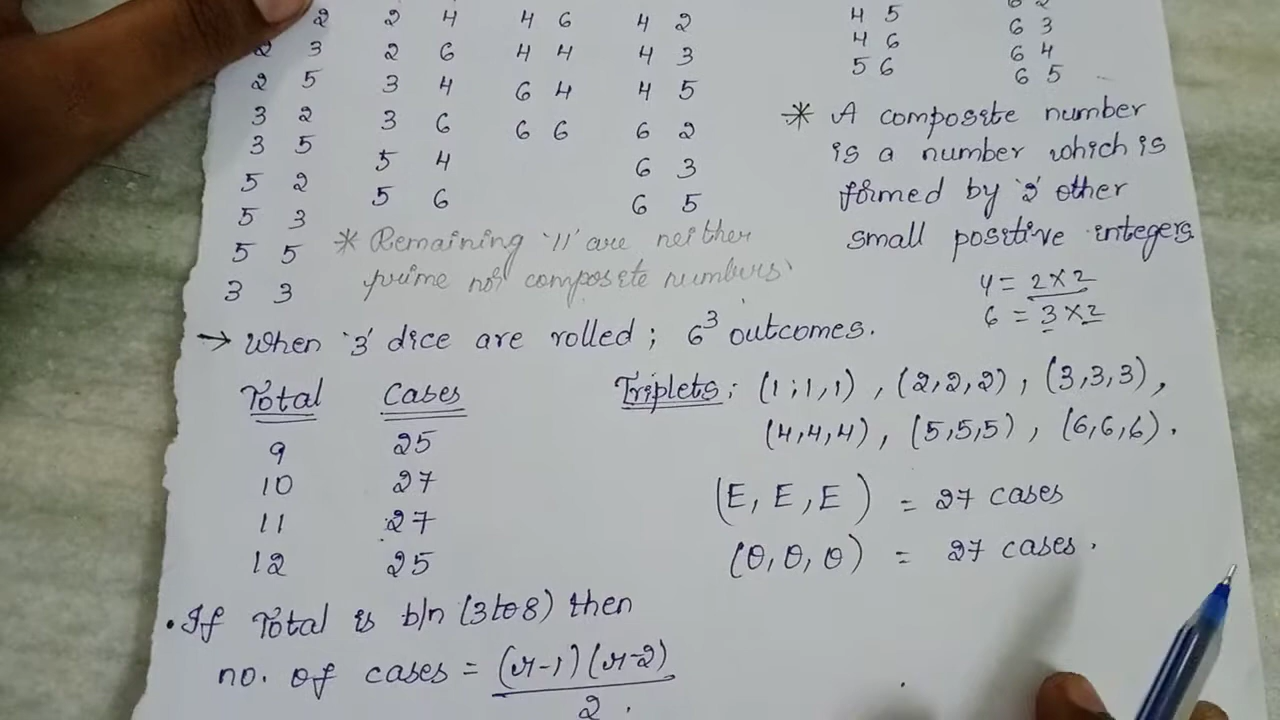 2 2 4 4 6 4 2 4 5 6 2
2 3 2 6 4 4 4 3 4 6 6 3
2 5 3 4 6 4 4 5 5 6 6 4
3 2 3 6 6 6 6 2 6 5
3 5 5 4 6 3
5 2 5 6 6 5
5 3
5 5
3 3
* A composite number
is a number which is
formed by '2' other
small positive integers
4 = 2×2
6 = 3×2
* Remaining '11' are neither
prime nor composite numbers'
→ When '3' dice are rolled ; 6³ outcomes.
Total Cases
9 25
10 27
11 27
12 25
Triplets : (1;1,1) , (2,2,2) , (3,3,3) ,
(4,4,4) , (5,5,5) , (6,6,6) .
(E, E, E) = 27 cases
(O, O, O) = 27 cases .
• If Total is b/n (3 to 8) then
no. of cases = (r-1)(r-2)
2 .